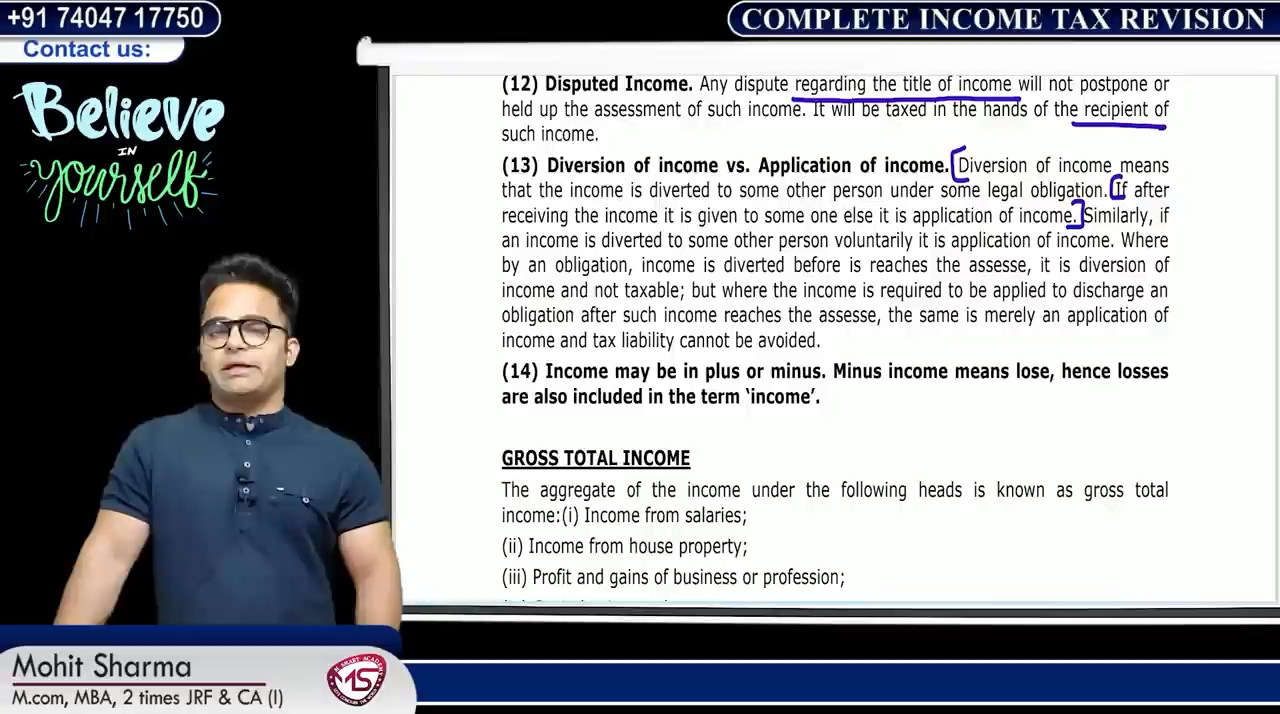 +91 74047 17750
Contact us:
COMPLETE INCOME TAX REVISION
Believe
IN
yourself
(12) Disputed Income. Any dispute regarding the title of income will not postpone or
held up the assessment of such income. It will be taxed in the hands of the recipient of
such income.
(13) Diversion of income vs. Application of income. Diversion of income means
that the income is diverted to some other person under some legal obligation. If after
receiving the income it is given to some one else it is application of income. Similarly, if
an income is diverted to some other person voluntarily it is application of income. Where
by an obligation, income is diverted before is reaches the assesse, it is diversion of
income and not taxable; but where the income is required to be applied to discharge an
obligation after such income reaches the assesse, the same is merely an application of
income and tax liability cannot be avoided.
(14) Income may be in plus or minus. Minus income means lose, hence losses
are also included in the term ‘income’.
GROSS TOTAL INCOME
The aggregate of the income under the following heads is known as gross total
income:(i) Income from salaries;
(ii) Income from house property;
(iii) Profit and gains of business or profession;
Mohit Sharma
M.com, MBA, 2 times JRF & CA (I)
MS